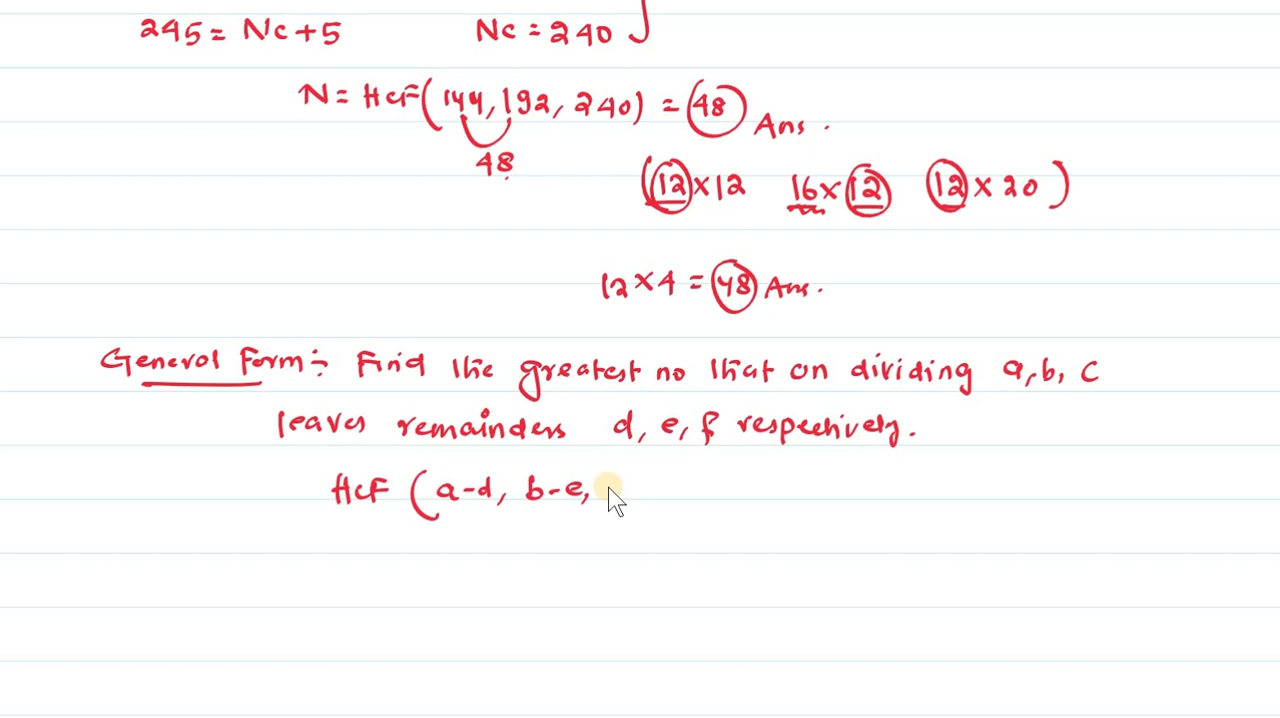 245 = Nc + 5 Nc = 240
N = HCF(144, 192, 240) = 48 Ans.
48
(12 × 12 16 × 12 12 × 20)
12 × 4 = 48 Ans.
General Form:- Find the greatest no that on dividing a, b, c
leaves remainders d, e, f respectively.
HCF (a-d, b-e,